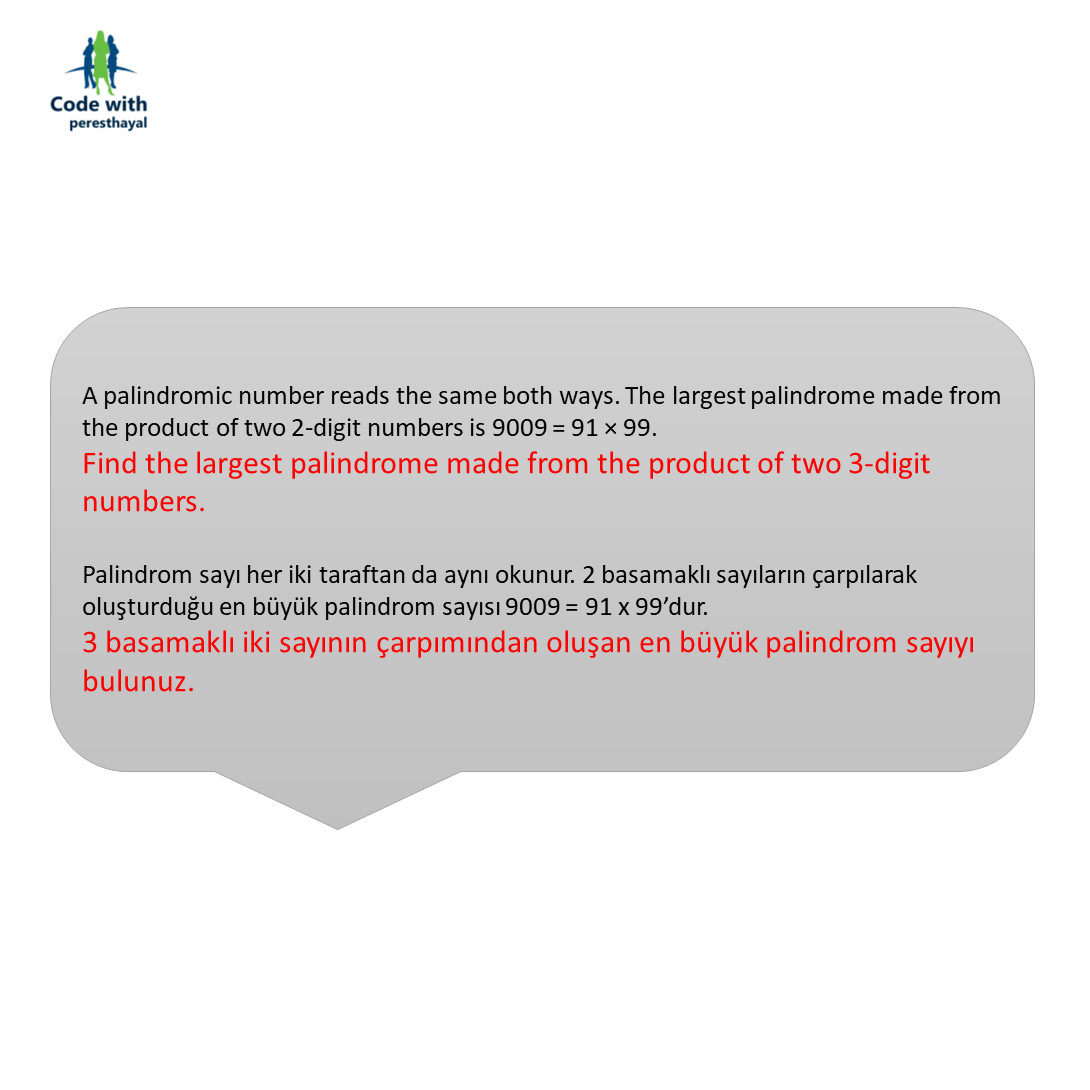 Code with
peresthayal
A palindromic number reads the same both ways. The largest palindrome made from
the product of two 2-digit numbers is 9009 = 91 × 99.
Find the largest palindrome made from the product of two 3-digit
numbers.
Palindrom sayı her iki taraftan da aynı okunur. 2 basamaklı sayıların çarpılarak
oluşturduğu en büyük palindrom sayısı 9009 = 91 x 99’dur.
3 basamaklı iki sayının çarpımından oluşan en büyük palindrom sayıyı
bulunuz.